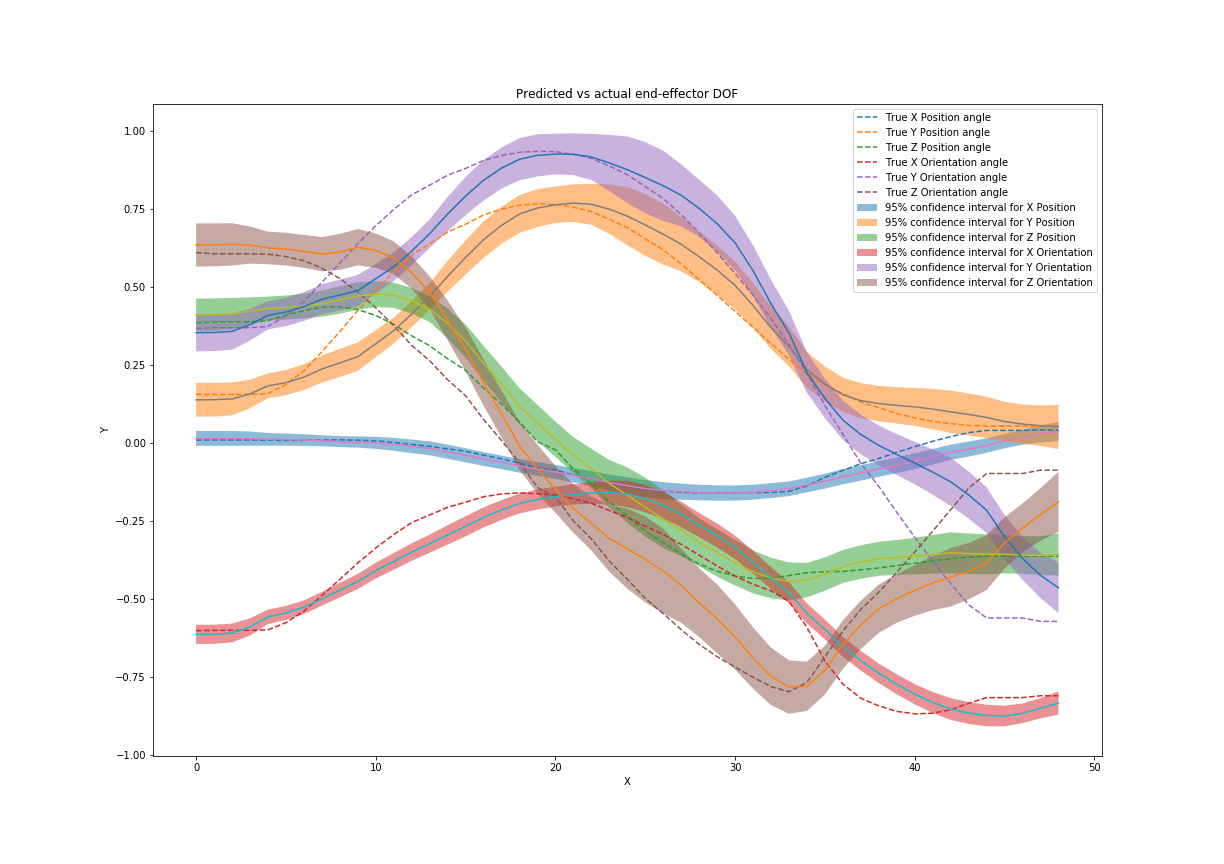 Predicted vs actual end-effector DOF
True X Position angle
True Y Position angle
True Z Position angle
True X Orientation angle
True Y Orientation angle
True Z Orientation angle
95% confidence interval for X Position
95% confidence interval for Y Position
95% confidence interval for Z Position
95% confidence interval for X Orientation
95% confidence interval for Y Orientation
95% confidence interval for Z Orientation
1.00
0.75
0.50
0.25
0.00
−0.25
−0.50
−0.75
−1.00
Y
0 10 20 30 40 50
X